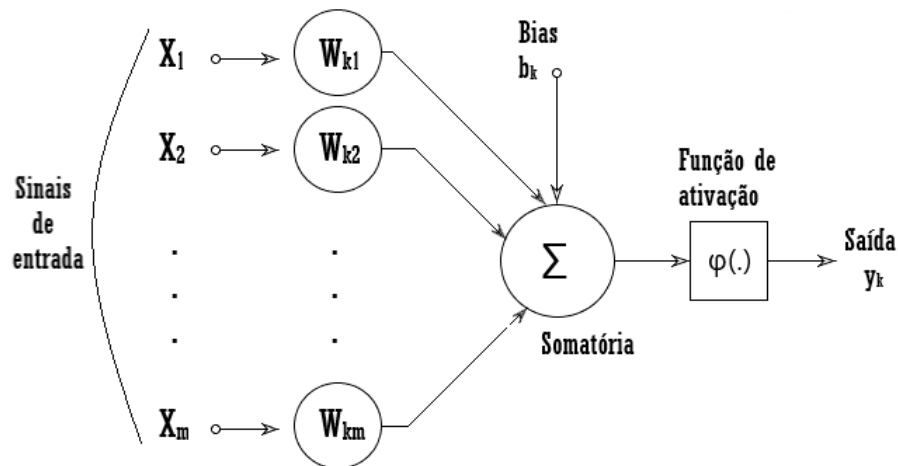 X1
Wk1
Bias
bk
X2
Wk2
Função de
ativação
Sinais
de
entrada
Σ
φ(.)
Saída
yk
. .
. .
. .
Somatória
Xm
Wkm